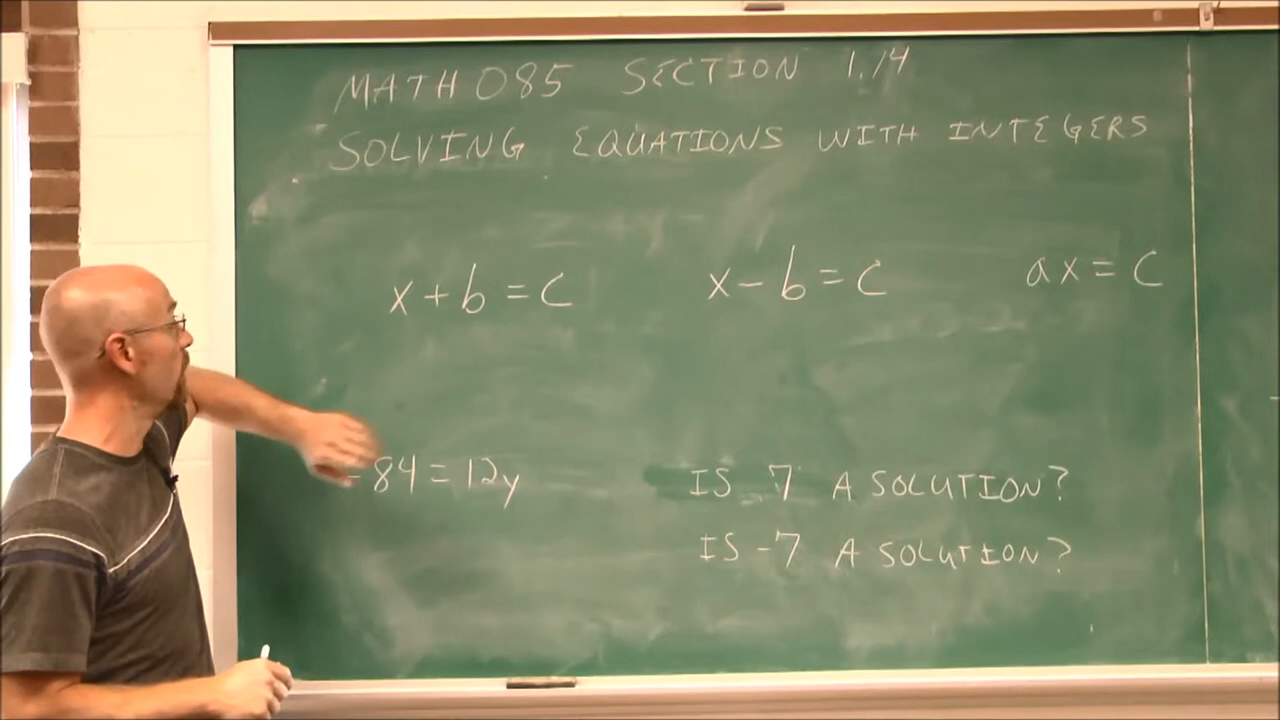 MATH 085 SECTION 1.14
SOLVING EQUATIONS WITH INTEGERS
x + b = c x - b = c ax = c
-84 = 12y IS 7 A SOLUTION?
IS -7 A SOLUTION?